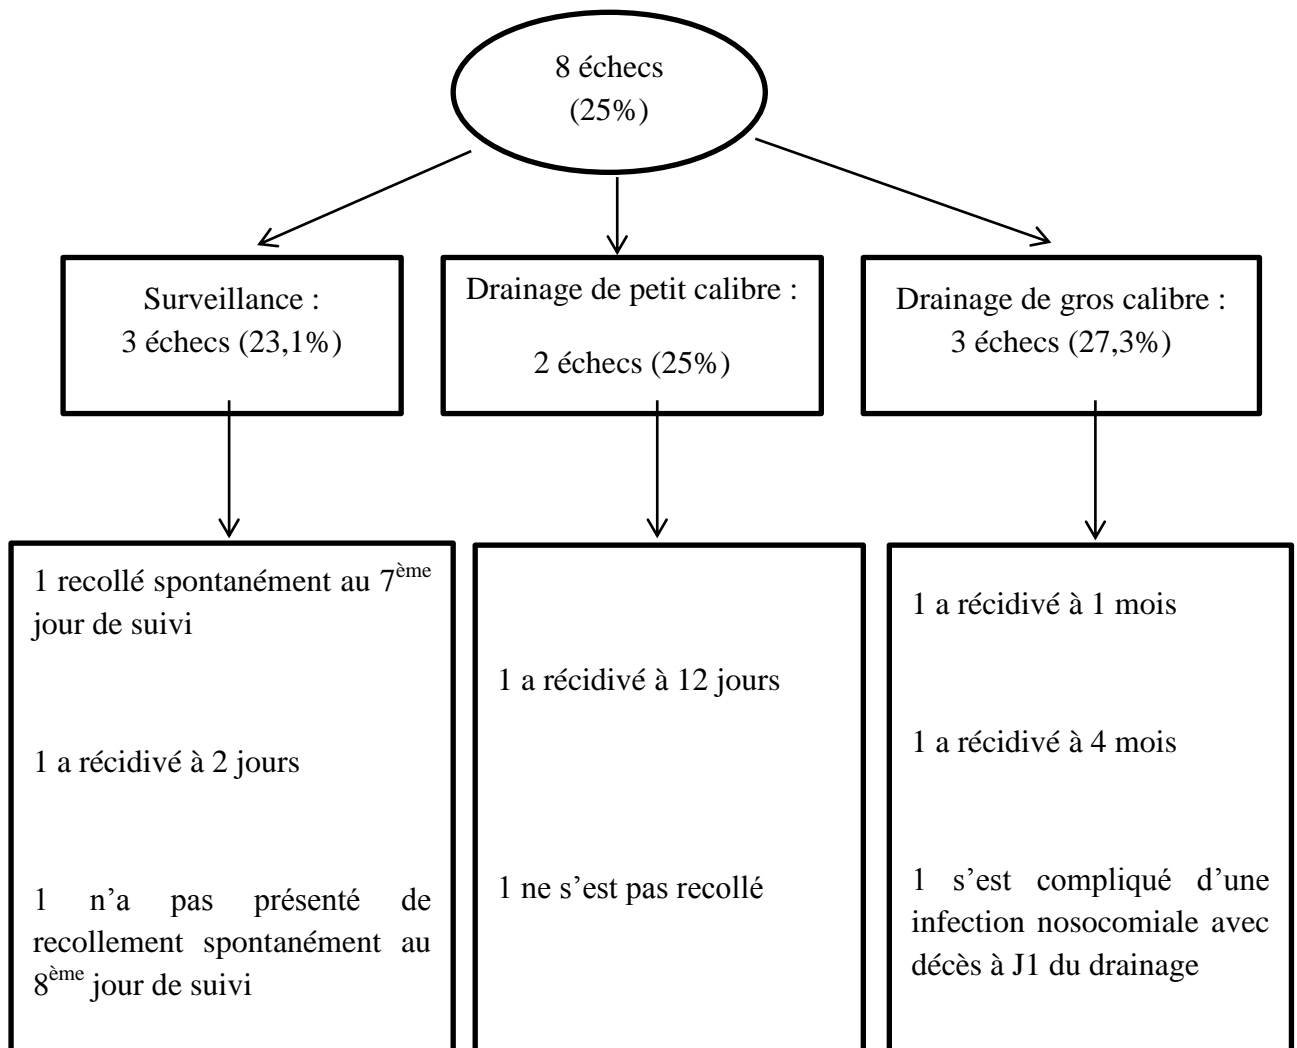 8 échecs
(25%)
Surveillance :
3 échecs (23,1%)
Drainage de petit calibre :
2 échecs (25%)
Drainage de gros calibre :
3 échecs (27,3%)
1 recollé spontanément au 7ème
jour de suivi
1 a récidivé à 2 jours
1 n’a pas présenté de
recollement spontanément au
8ème jour de suivi
1 a récidivé à 12 jours
1 ne s’est pas recollé
1 a récidivé à 1 mois
1 a récidivé à 4 mois
1 s’est compliqué d’une
infection nosocomiale avec
décès à J1 du drainage